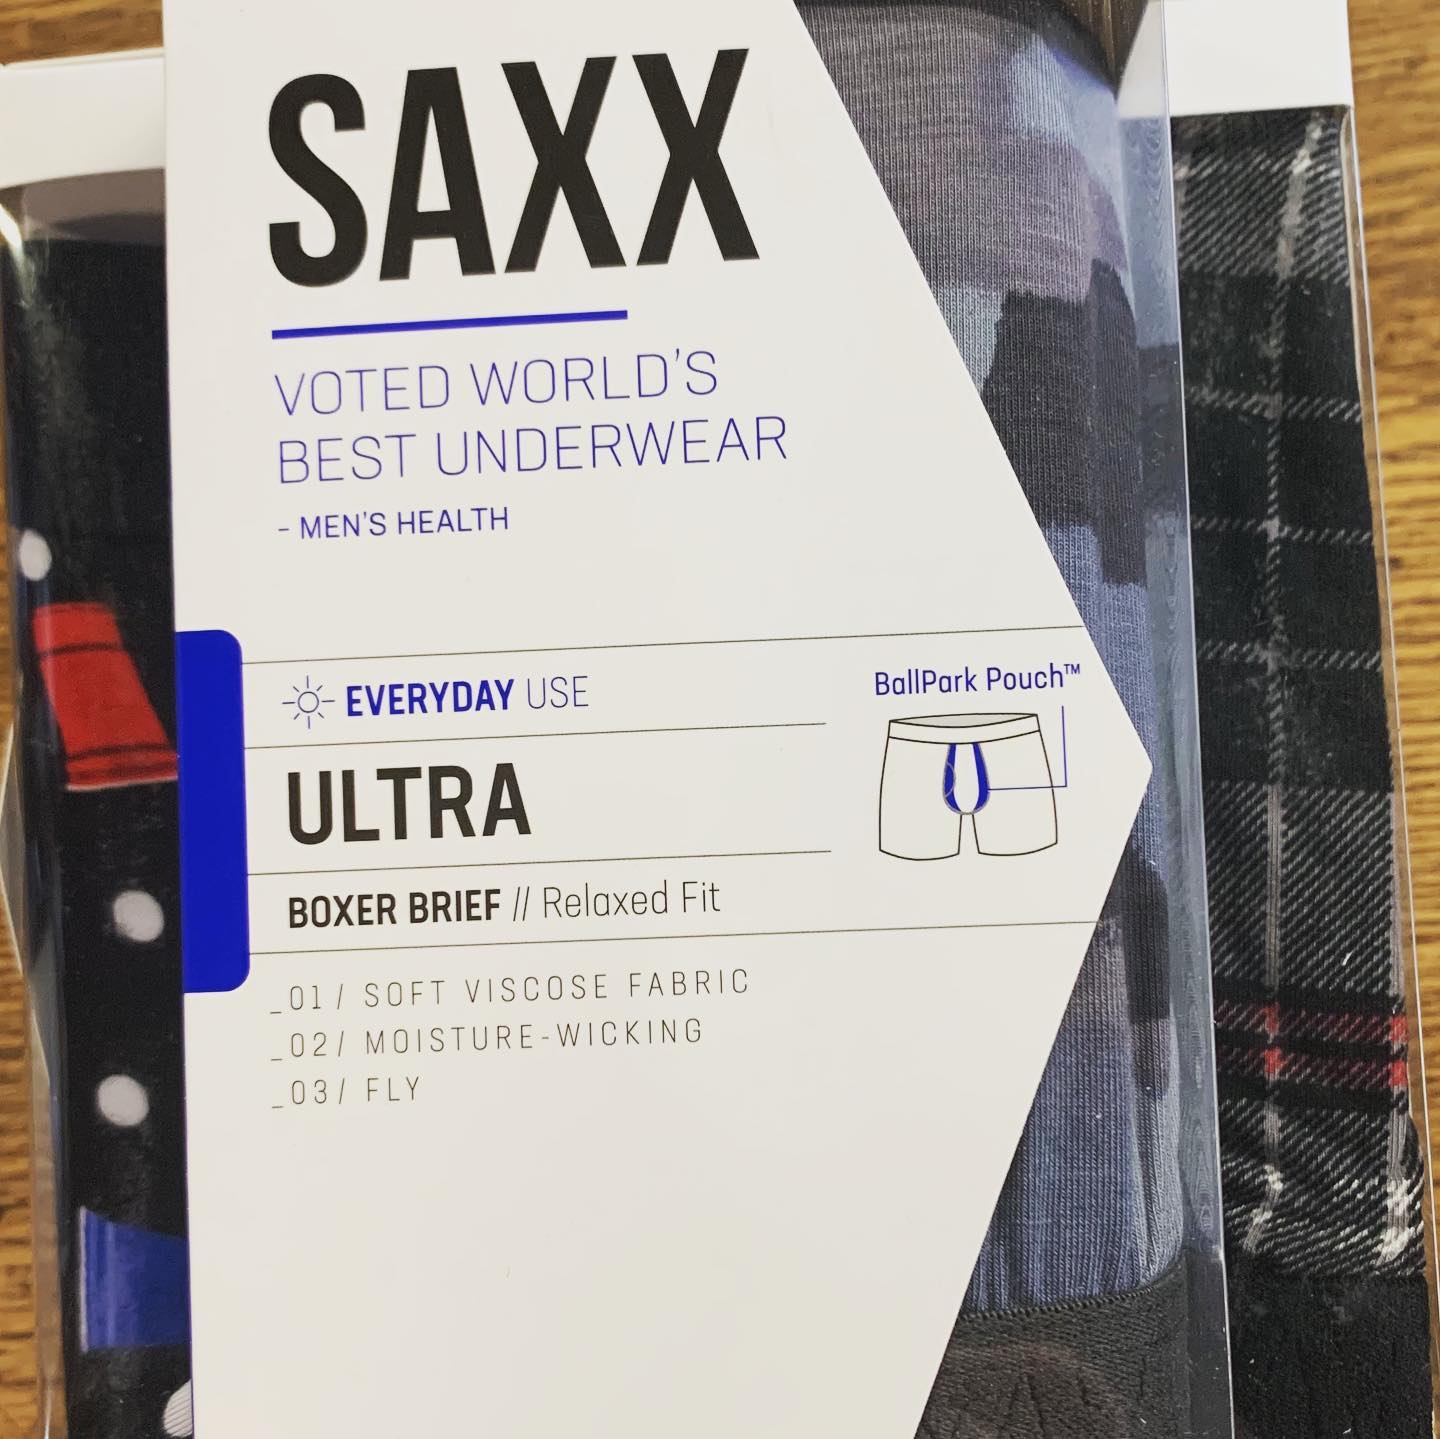 SAXX
VOTED WORLD'S
BEST UNDERWEAR
- MEN'S HEALTH
EVERYDAY USE
BallPark Pouch™
ULTRA
BOXER BRIEF // Relaxed Fit
_01/ SOFT VISCOSE FABRIC
_02/ MOISTURE-WICKING
_03/ FLY